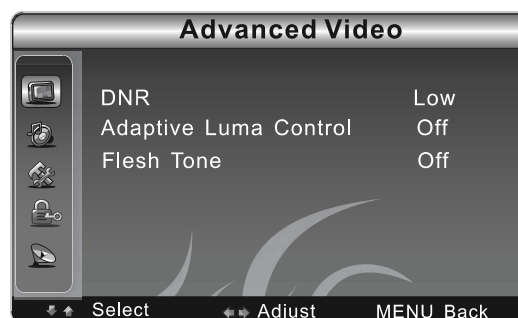 Advanced Video
DNR Low
Adaptive Luma Control Off
Flesh Tone Off
Select Adjust MENU Back